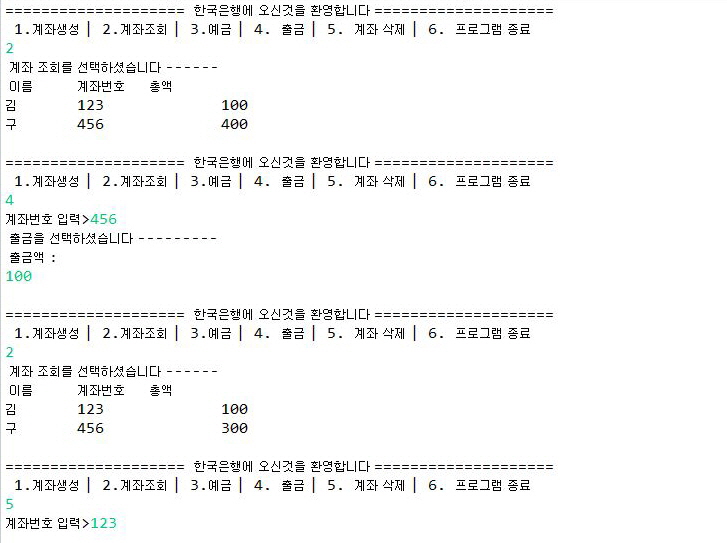 ==================== 한국은행에 오신것을 환영합니다 ====================
1.계좌생성 | 2.계좌조회 | 3.예금 | 4. 출금 | 5. 계좌 삭제 | 6. 프로그램 종료
2
계좌 조회를 선택하셨습니다 ------
이름 계좌번호 총액
김 123 100
구 456 400
==================== 한국은행에 오신것을 환영합니다 ====================
1.계좌생성 | 2.계좌조회 | 3.예금 | 4. 출금 | 5. 계좌 삭제 | 6. 프로그램 종료
4
계좌번호 입력>456
출금을 선택하셨습니다 ---------
출금액 :
100
==================== 한국은행에 오신것을 환영합니다 ====================
1.계좌생성 | 2.계좌조회 | 3.예금 | 4. 출금 | 5. 계좌 삭제 | 6. 프로그램 종료
2
계좌 조회를 선택하셨습니다 ------
이름 계좌번호 총액
김 123 100
구 456 300
==================== 한국은행에 오신것을 환영합니다 ====================
1.계좌생성 | 2.계좌조회 | 3.예금 | 4. 출금 | 5. 계좌 삭제 | 6. 프로그램 종료
5
계좌번호 입력>123